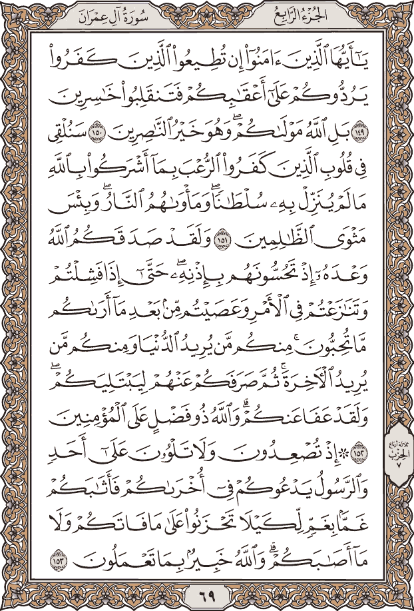 سُورَةُ آلِ عِمْرَانَ
الجُزْءُ الرَّابِعُ
يَٰٓأَيُّهَا ٱلَّذِينَ ءَامَنُوٓا۟ إِن تُطِيعُوا۟ ٱلَّذِينَ كَفَرُوا۟
يَرُدُّوكُمْ عَلَىٰٓ أَعْقَٰبِكُمْ فَتَنقَلِبُوا۟ خَٰسِرِينَ
١٤٩ بَلِ ٱللَّهُ مَوْلَىٰكُمْ ۖ وَهُوَ خَيْرُ ٱلنَّٰصِرِينَ ١٥٠ سَنُلْقِى
فِى قُلُوبِ ٱلَّذِينَ كَفَرُوا۟ ٱلرُّعْبَ بِمَآ أَشْرَكُوا۟ بِٱللَّهِ
مَا لَمْ يُنَزِّلْ بِهِۦ سُلْطَٰنًا ۖ وَمَأْوَىٰهُمُ ٱلنَّارُ ۚ وَبِئْسَ
مَثْوَى ٱلظَّٰلِمِينَ ١٥١ وَلَقَدْ صَدَقَكُمُ ٱللَّهُ
وَعْدَهُۥٓ إِذْ تَحُسُّونَهُم بِإِذْنِهِۦ ۖ حَتَّىٰٓ إِذَا فَشِلْتُمْ
وَتَنَٰزَعْتُمْ فِى ٱلْأَمْرِ وَعَصَيْتُم مِّنۢ بَعْدِ مَآ أَرَىٰكُم
مَّا تُحِبُّونَ ۚ مِنكُم مَّن يُرِيدُ ٱلدُّنْيَا وَمِنكُم مَّن
يُرِيدُ ٱلْءَاخِرَةَ ۚ ثُمَّ صَرَفَكُمْ عَنْهُمْ لِيَبْتَلِيَكُمْ ۖ
وَلَقَدْ عَفَا عَنكُمْ ۗ وَٱللَّهُ ذُو فَضْلٍ عَلَى ٱلْمُؤْمِنِينَ
١٥٢ ۞ إِذْ تُصْعِدُونَ وَلَا تَلْوُۥنَ عَلَىٰٓ أَحَدٍ
وَٱلرَّسُولُ يَدْعُوكُمْ فِىٓ أُخْرَىٰكُمْ فَأَثَٰبَكُمْ
غَمًّۢا بِغَمٍّ لِّكَيْلَا تَحْزَنُوا۟ عَلَىٰ مَا فَاتَكُمْ وَلَا
مَآ أَصَٰبَكُمْ ۗ وَٱللَّهُ خَبِيرٌۢ بِمَا تَعْمَلُونَ ١٥٣
الحِزْبُ
٧
٦٩